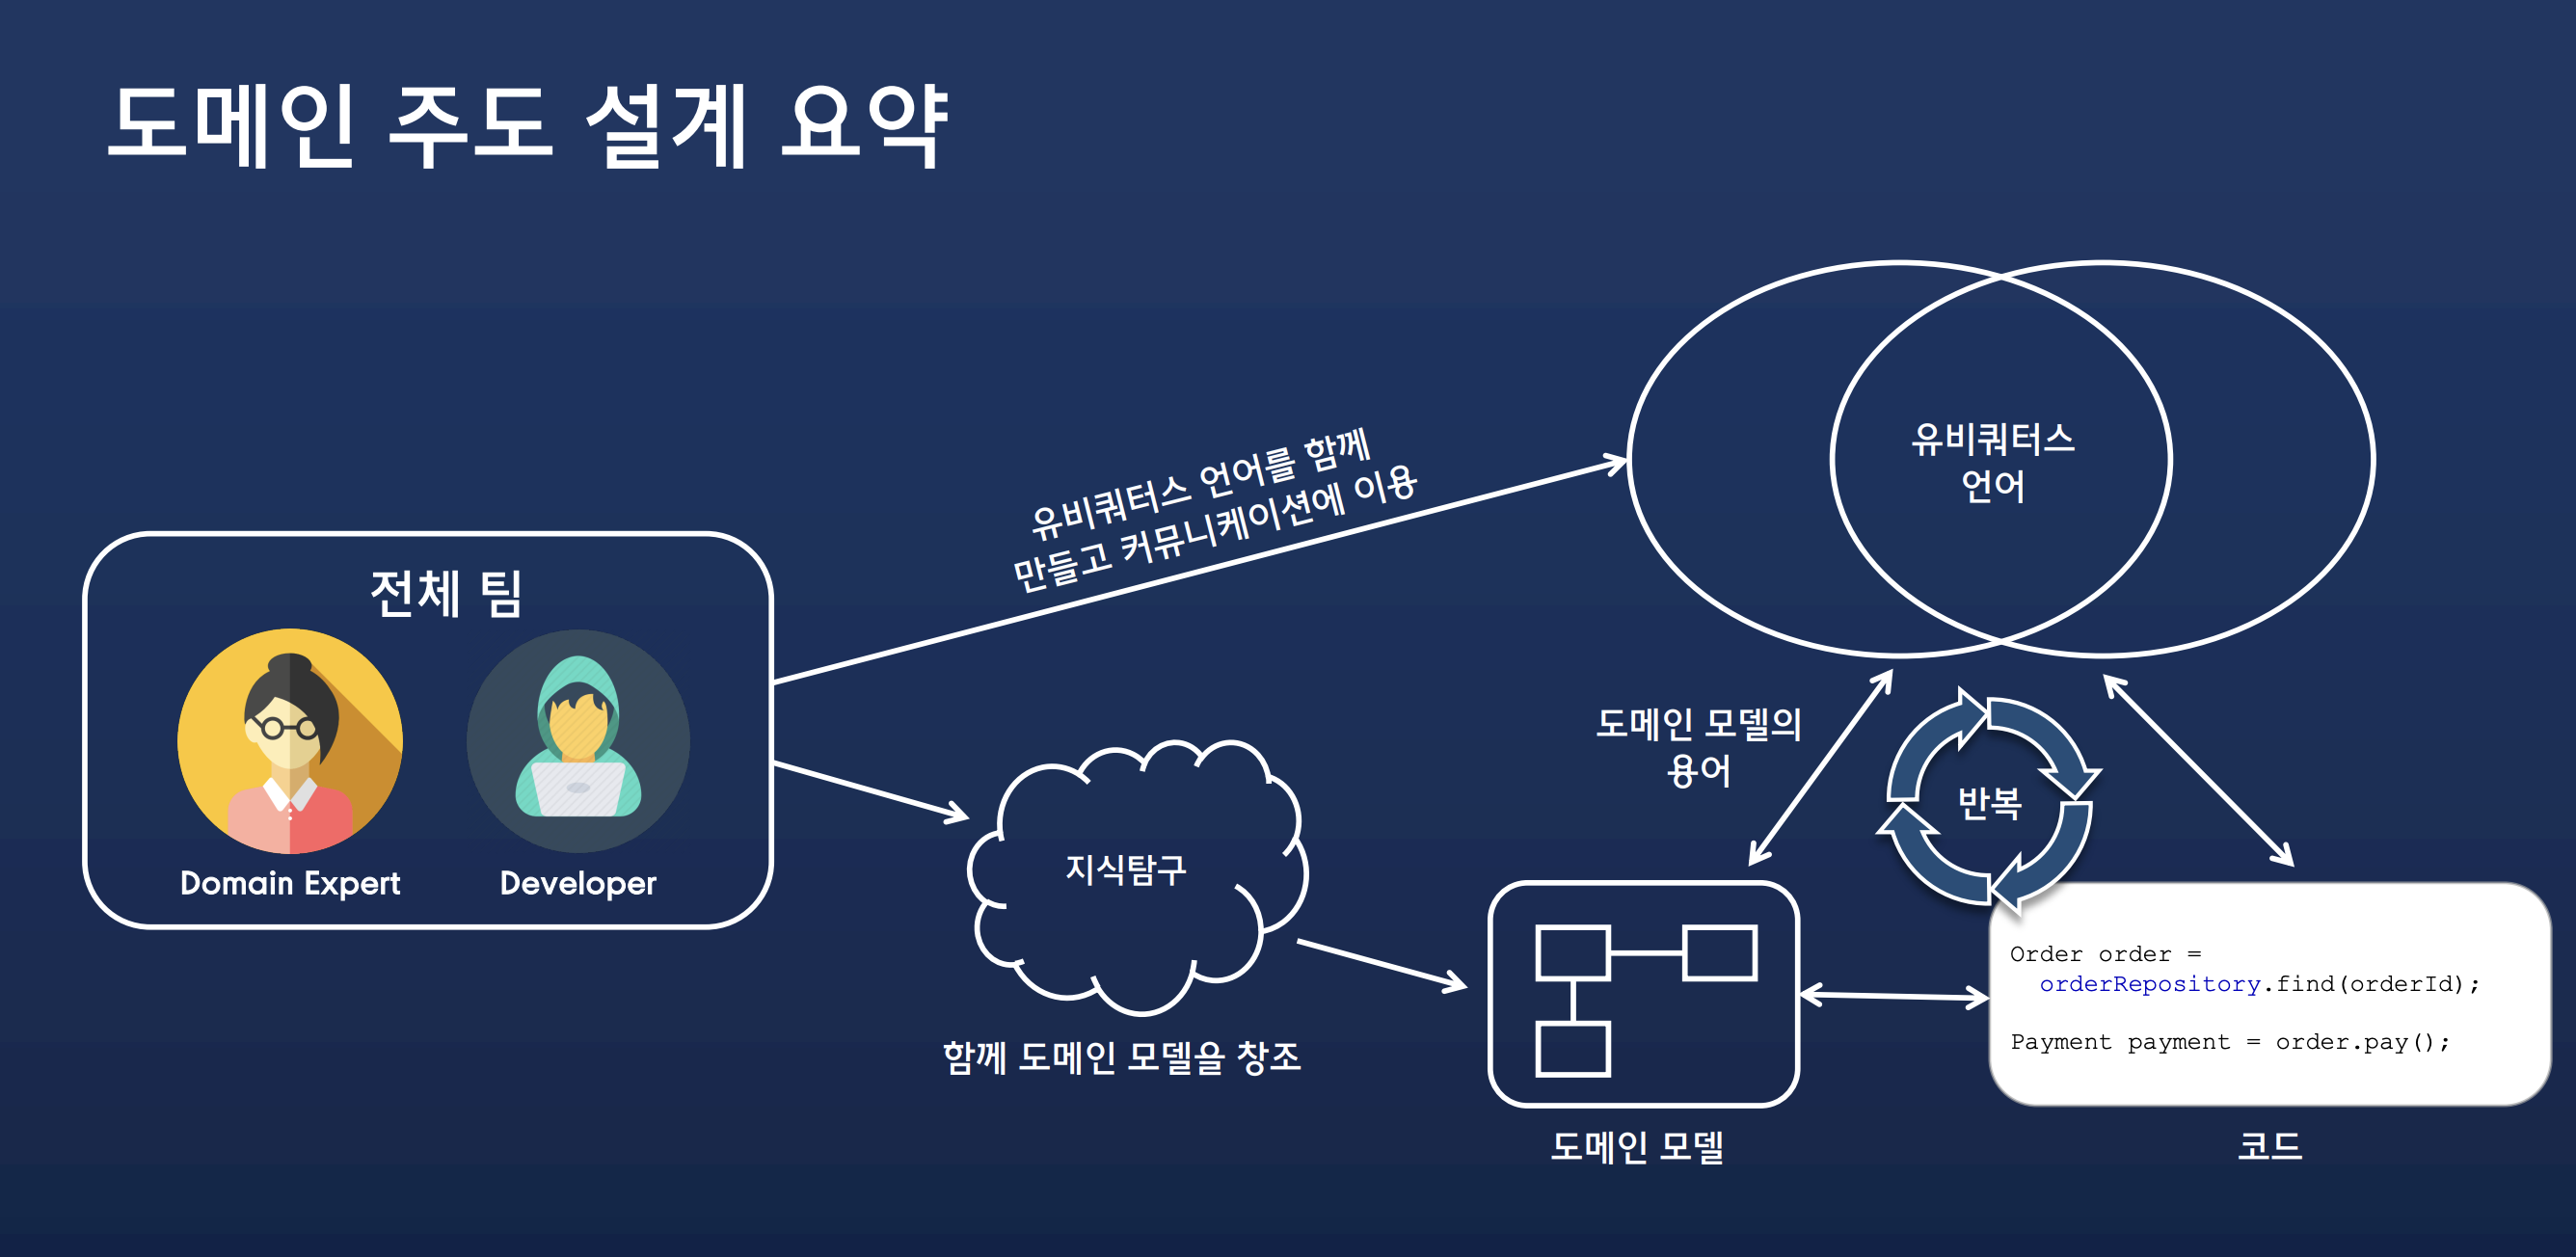 도메인 주도 설계 요약
유비쿼터스 언어를 함께
만들고 커뮤니케이션에 이용
유비쿼터스
언어
전체 팀
Domain Expert
Developer
지식탐구
함께 도메인 모델을 창조
도메인 모델의
용어
반복
도메인 모델
Order order =
orderRepository.find(orderId);
Payment payment = order.pay();
코드